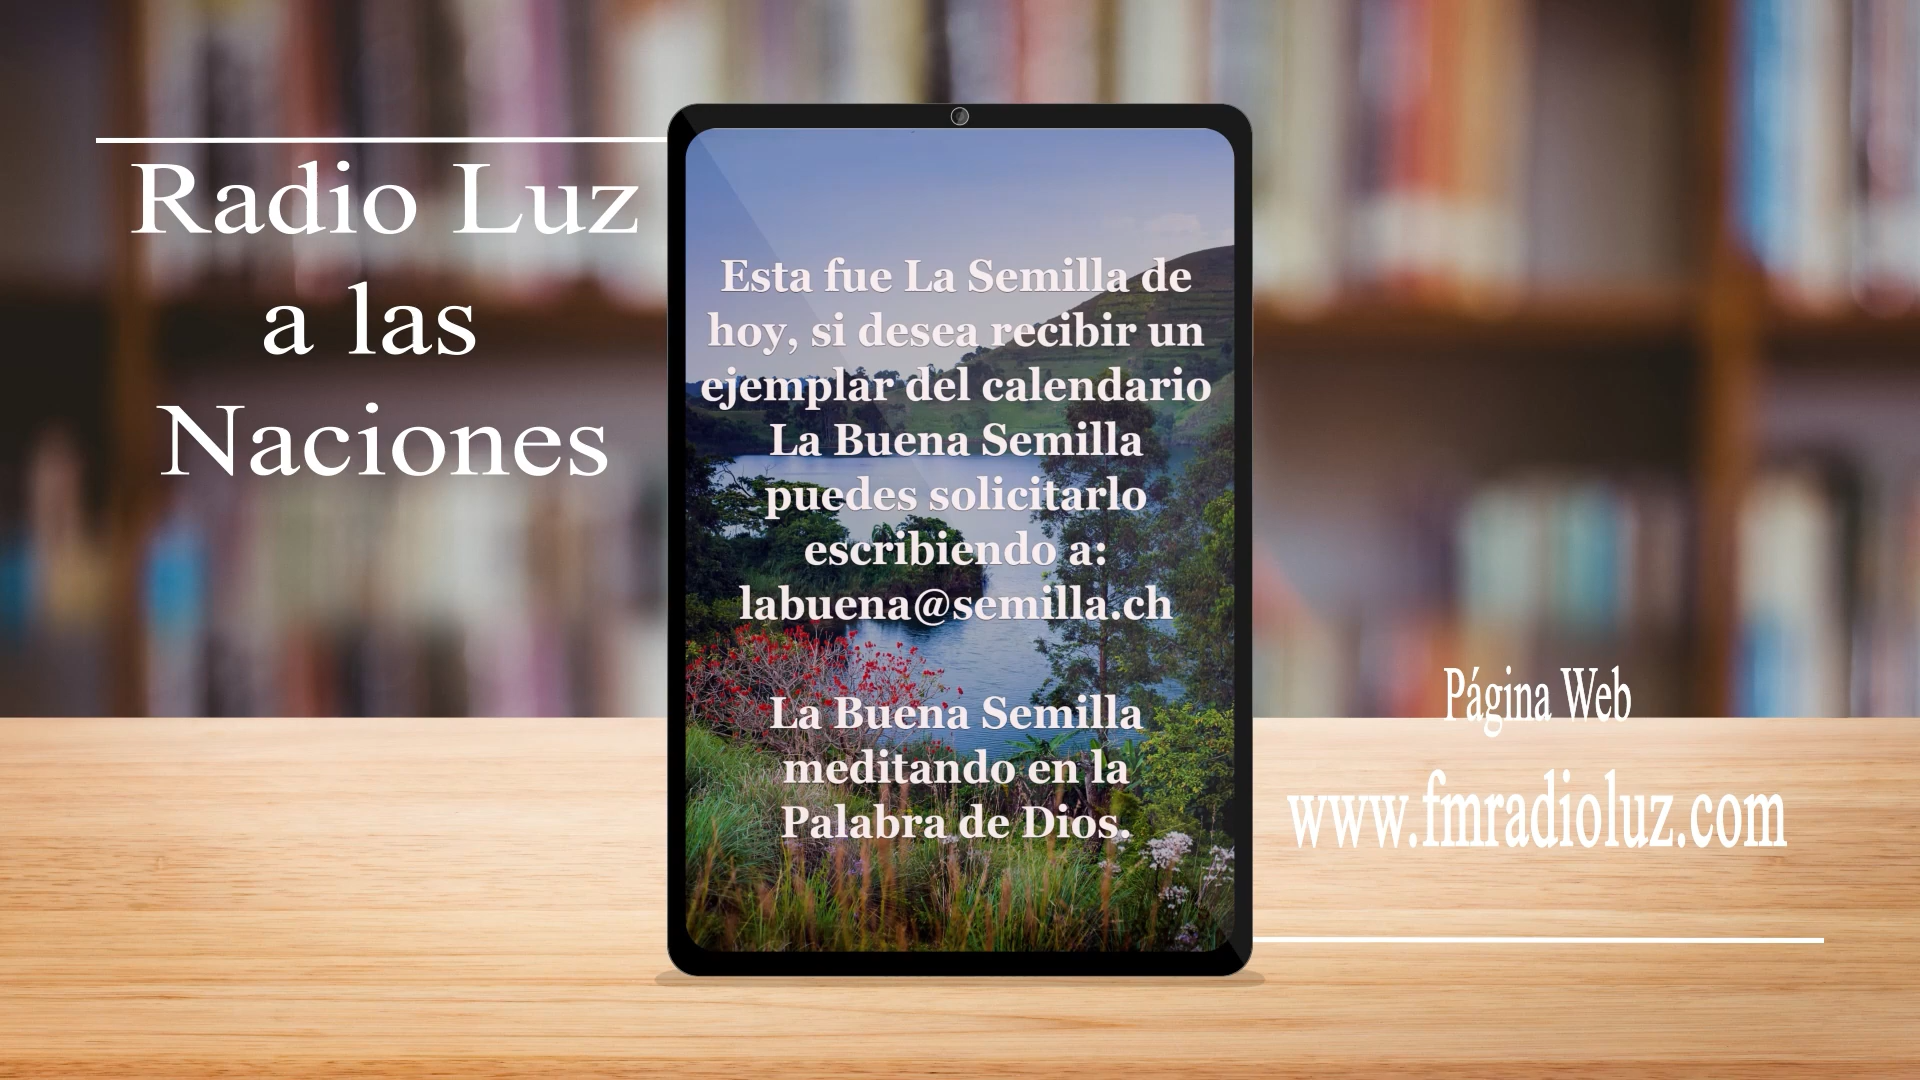 Radio Luz
a las
Naciones
Esta fue La Semilla de
hoy, si desea recibir un
ejemplar del calendario
La Buena Semilla
puedes solicitarlo
escribiendo a:
labuena@semilla.ch
La Buena Semilla
meditando en la
Palabra de Dios.
Página Web
www.fmradioluz.com